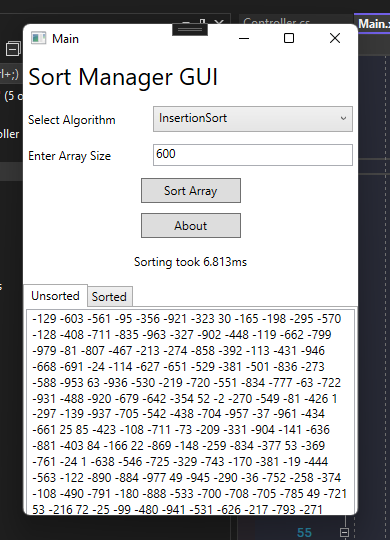 Controller.cs
Main.
Main
rl+;)
Sort Manager GUI
(5 o
Select Algorithm InsertionSort
oller
Enter Array Size 600
Sort Array
About
Sorting took 6.813ms
Unsorted Sorted
-129 -603 -561 -95 -356 -921 -323 30 -165 -198 -295 -570
-128 -408 -711 -835 -963 -327 -902 -448 -119 -662 -799
-979 -81 -807 -467 -213 -274 -858 -392 -113 -431 -946
-668 -691 -24 -114 -627 -651 -529 -381 -501 -836 -273
-588 -953 63 -936 -530 -219 -720 -551 -834 -777 -63 -722
-931 -488 -920 -679 -642 -354 52 -2 -270 -549 -81 -426 1
-297 -139 -937 -705 -542 -438 -704 -957 -37 -961 -434
-661 25 85 -423 -108 -711 -73 -209 -331 -904 -141 -636
-881 -403 84 -166 22 -869 -148 -259 -834 -377 53 -369
-761 -24 1 -638 -546 -725 -329 -743 -170 -381 -19 -444
-563 -122 -890 -884 -977 49 -945 -290 -36 -752 -258 -374
-108 -490 -791 -180 -888 -533 -700 -708 -705 -785 49 -721
53 -216 72 -25 -99 -480 -941 -531 -626 -217 -793 -271
55